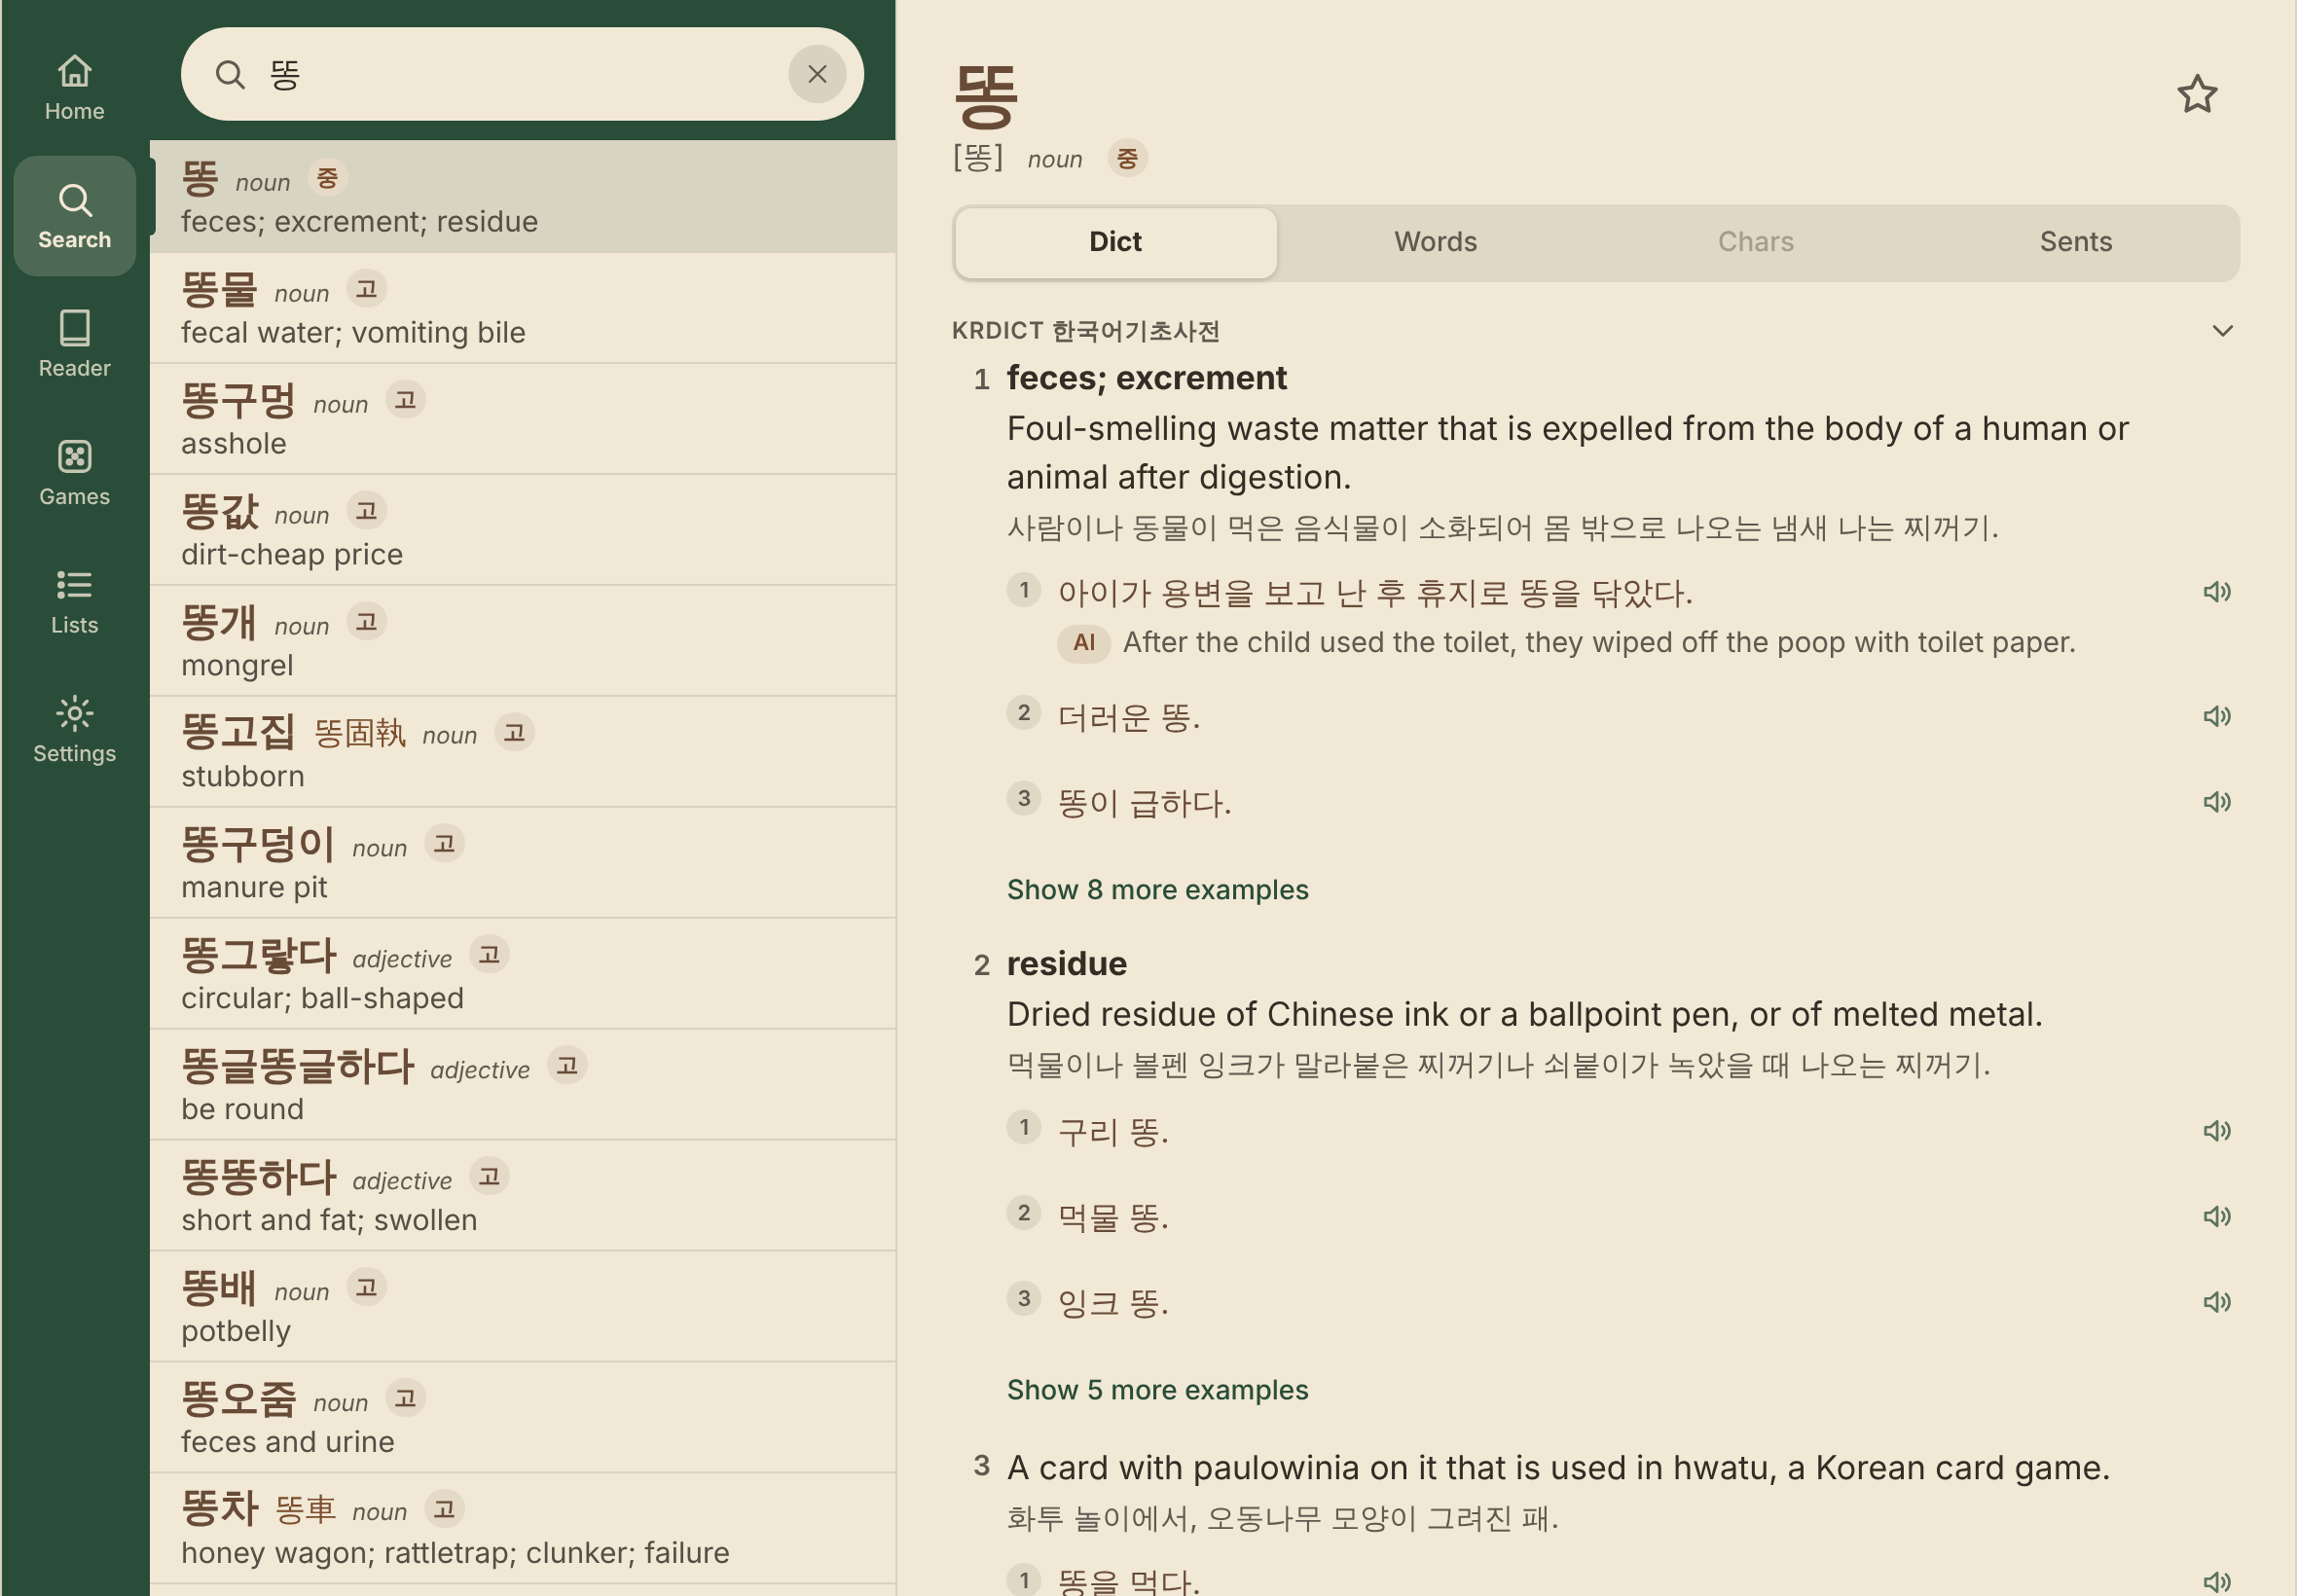 Home
Search
Reader
Games
Lists
Settings
똥
똥 noun 중
feces; excrement; residue
똥물 noun 고
fecal water; vomiting bile
똥구멍 noun 고
asshole
똥값 noun 고
dirt-cheap price
똥개 noun 고
mongrel
똥고집 똥固執 noun 고
stubborn
똥구덩이 noun 고
manure pit
똥그랗다 adjective 고
circular; ball-shaped
똥글똥글하다 adjective 고
be round
똥똥하다 adjective 고
short and fat; swollen
똥배 noun 고
potbelly
똥오줌 noun 고
feces and urine
똥차 똥車 noun 고
honey wagon; rattletrap; clunker; failure
똥
[똥] noun 중
Dict Words Chars Sents
KRDICT 한국어기초사전
1 feces; excrement
Foul-smelling waste matter that is expelled from the body of a human or
animal after digestion.
사람이나 동물이 먹은 음식물이 소화되어 몸 밖으로 나오는 냄새 나는 찌꺼기.
1 아이가 용변을 보고 난 후 휴지로 똥을 닦았다.
AI After the child used the toilet, they wiped off the poop with toilet paper.
2 더러운 똥.
3 똥이 급하다.
Show 8 more examples
2 residue
Dried residue of Chinese ink or a ballpoint pen, or of melted metal.
먹물이나 볼펜 잉크가 말라붙은 찌꺼기나 쇠붙이가 녹았을 때 나오는 찌꺼기.
1 구리 똥.
2 먹물 똥.
3 잉크 똥.
Show 5 more examples
3 A card with paulownia on it that is used in hwatu, a Korean card game.
화투 놀이에서, 오동나무 모양이 그려진 패.
1 똥을 먹다.